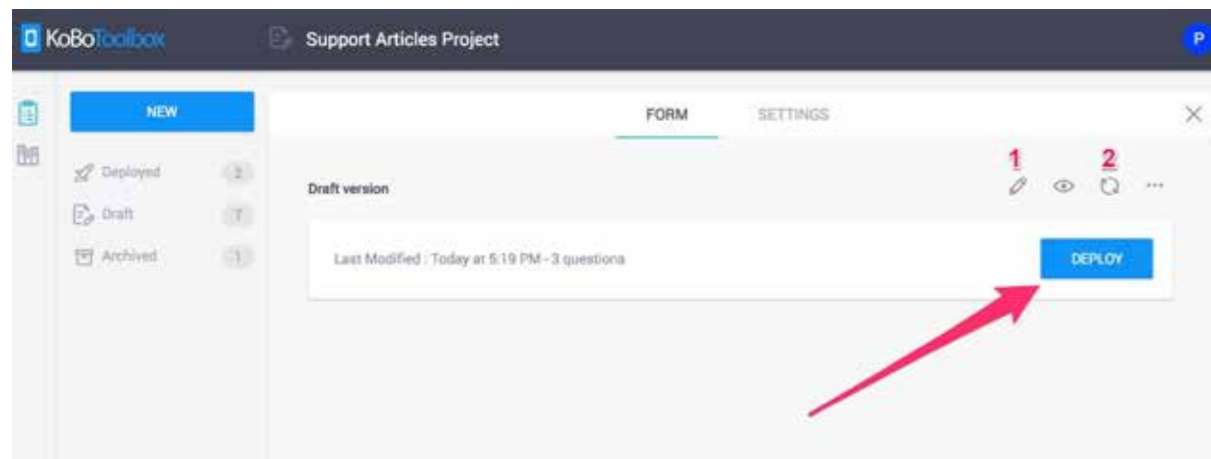 KoBoToolbox
Support Articles Project
P
NEW
FORM
SETTINGS
Deployed 2
Draft 7
Archived 1
1
2
Draft version
...
Last Modified : Today at 5:19 PM - 3 questions
DEPLOY